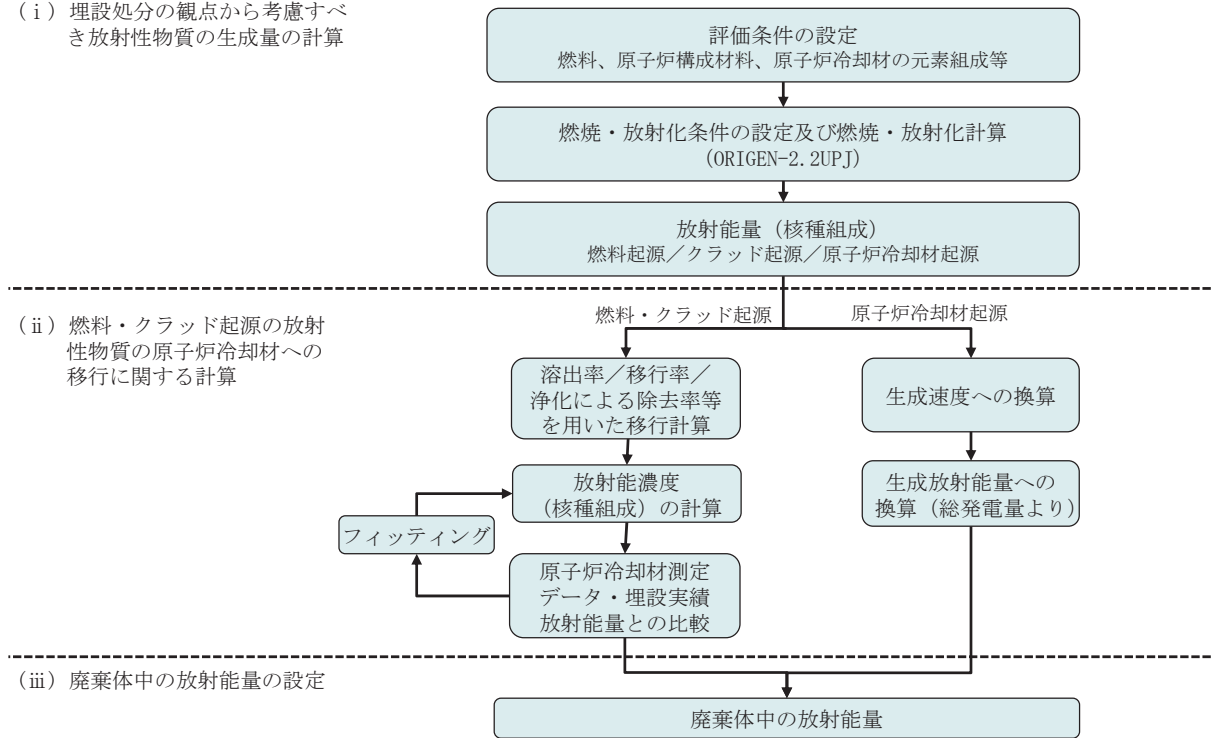 (ⅰ) 埋設処分の観点から考慮すべ
き放射性物質の生成量の計算
評価条件の設定
燃料、原子炉構成材料、原子炉冷却材の元素組成等
燃焼・放射化条件の設定及び燃焼・放射化計算
(ORIGEN-2.2UPJ)
放射能量(核種組成)
燃料起源/クラッド起源/原子炉冷却材起源
(ⅱ) 燃料・クラッド起源の放射
性物質の原子炉冷却材への
移行に関する計算
燃料・クラッド起源
原子炉冷却材起源
溶出率/移行率/
浄化による除去率等
を用いた移行計算
放射能濃度
(核種組成)の計算
フィッティング
原子炉冷却材測定
データ・埋設実績
放射能量との比較
生成速度への換算
生成放射能量への
換算(総発電量より)
(ⅲ) 廃棄体中の放射能量の設定
廃棄体中の放射能量